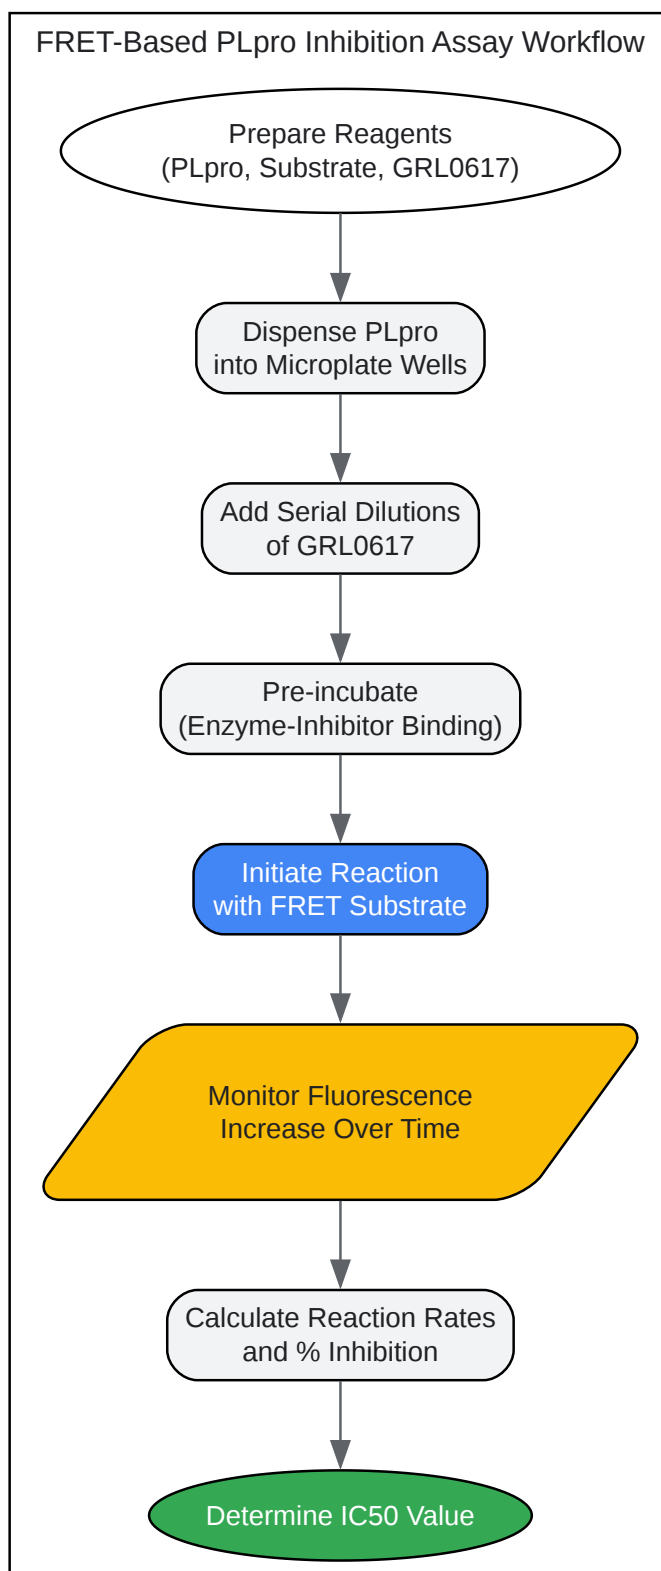 FRET-Based PLpro Inhibition Assay Workflow
Prepare Reagents
(PLpro, Substrate, GRL0617)
Dispense PLpro
into Microplate Wells
Add Serial Dilutions
of GRL0617
Pre-incubate
(Enzyme-Inhibitor Binding)
Initiate Reaction
with FRET Substrate
Monitor Fluorescence
Increase Over Time
Calculate Reaction Rates
and % Inhibition
Determine IC50 Value